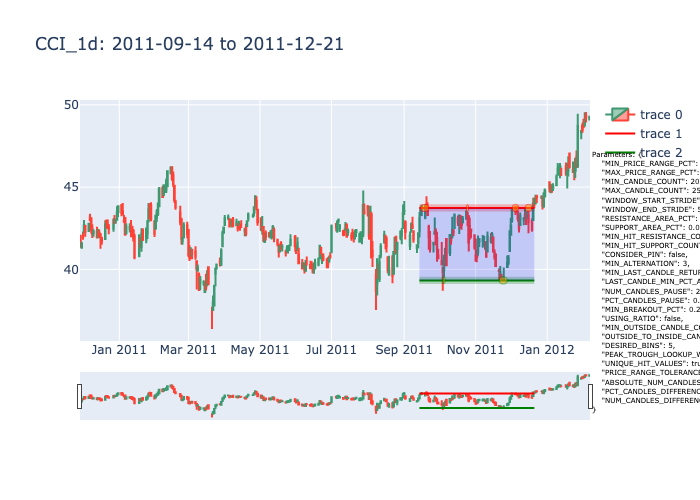 CCI_1d: 2011-09-14 to 2011-12-21
50
45
40
Jan 2011
Mar 2011
May 2011
Jul 2011
Sep 2011
Nov 2011
Jan 2012
trace 0
trace 1
trace 2
Parameters: {
"MIN_PRICE_RANGE_PCT":
"MAX_PRICE_RANGE_PCT":
"MIN_CANDLE_COUNT": 20
"MAX_CANDLE_COUNT": 25
"WINDOW_START_STRIDE"
"WINDOW_END_STRIDE": 5
"RESISTANCE_AREA_PCT":
"SUPPORT_AREA_PCT": 0.0
"MIN_HIT_RESISTANCE_CO
"MIN_HIT_SUPPORT_COUNT
"CONSIDER_PIN": false,
"MIN_ALTERNATION": 3,
"MIN_LAST_CANDLE_RETUR
"LAST_CANDLE_MIN_PCT_A
"NUM_CANDLES_PAUSE": 2
"PCT_CANDLES_PAUSE": 0.
"MIN_BREAKOUT_PCT": 0.2
"USING_RATIO": false,
"MIN_OUTSIDE_CANDLE_CO
"OUTSIDE_TO_INSIDE_CAN
"DESIRED_BINS": 5,
"PEAK_TROUGH_LOOKUP_W
"UNIQUE_HIT_VALUES": tru
"PRICE_RANGE_TOLERANC
"ABSOLUTE_NUM_CANDLES
"PCT_CANDLES_DIFFERENC
"NUM_CANDLES_DIFFEREN
}